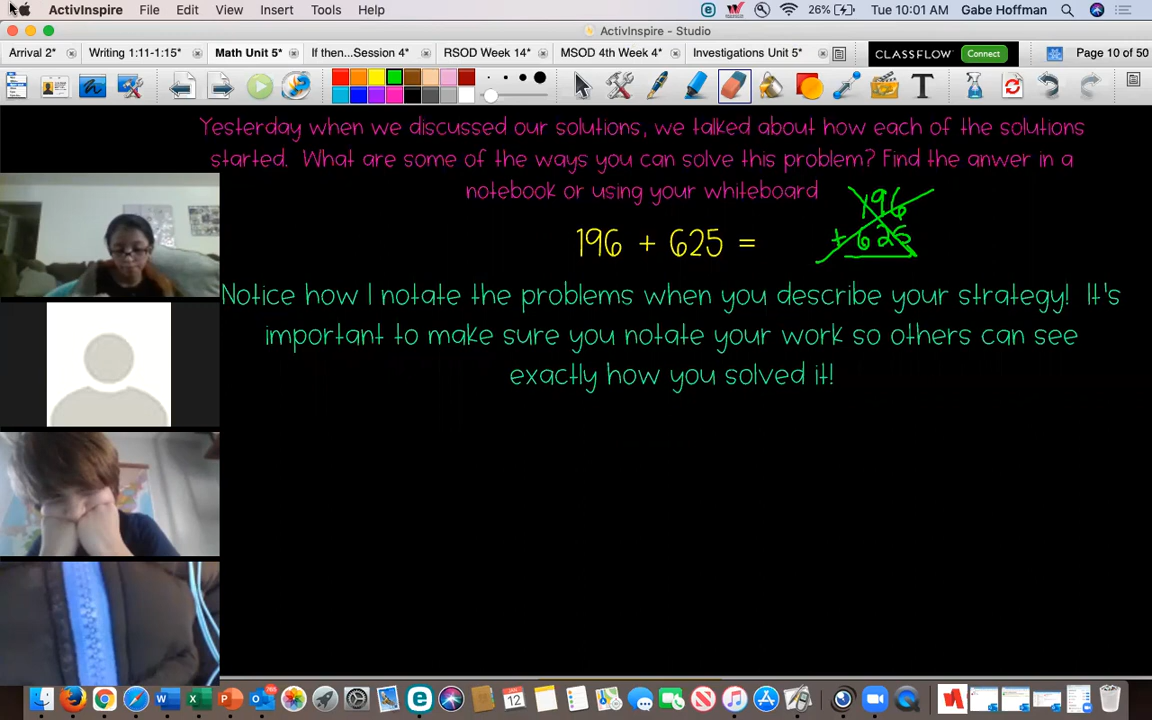 ActivInspire File Edit View Insert Tools Help 26% Tue 10:01 AM Gabe Hoffman
ActivInspire - Studio
Arrival 2* Writing 1:11-1:15* Math Unit 5* If then...Session 4* RSOD Week 14* MSOD 4th Week 4* Investigations Unit 5* CLASSFLOW Connect Page 10 of 50
Yesterday when we discussed our solutions, we talked about how each of the solutions
started. What are some of the ways you can solve this problem? Find the anwer in a
notebook or using your whiteboard
196
196 + 625 =
+ 625
Notice how I notate the problems when you describe your strategy! It's
important to make sure you notate your work so others can see
exactly how you solved it!